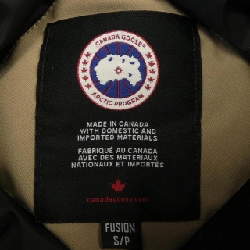 CANADA GOOSE
ARCTIC PROGRAM
MADE IN CANADA
WITH DOMESTIC AND
IMPORTED MATERIALS.
FABRIQUÉ AU CANADA
AVEC DES MATERIAUX
NATIONAUX ET IMPORTÉS
canadagoose.com
FUSION
S/P